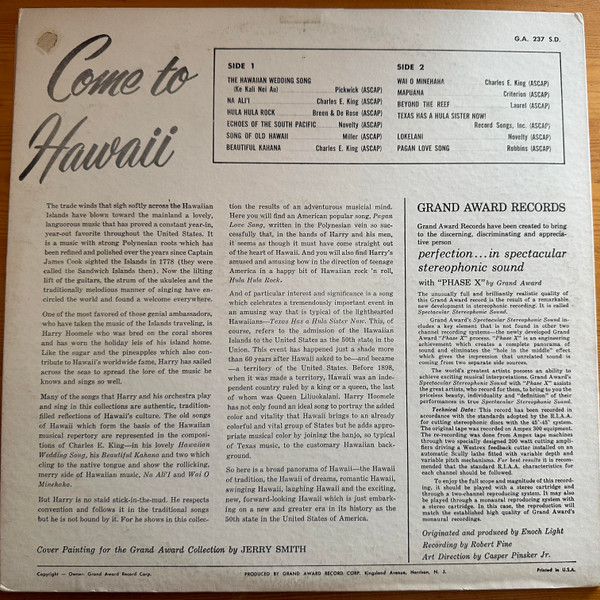 G.A. 237 S.D.
Come to
Hawaii
SIDE 1
THE HAWAIIAN WEDDING SONG
(Ke Kali Nei Au) Pickwick (ASCAP)
NA ALI'I Charles E. King (ASCAP)
HULA HULA ROCK Breen & De Rose (ASCAP)
ECHOES OF THE SOUTH PACIFIC Novelty (ASCAP)
SONG OF OLD HAWAII Miller (ASCAP)
BEAUTIFUL KAHANA Charles E. King (ASCAP)
SIDE 2
WAI O MINEHAHA Charles E. King (ASCAP)
MAPUANA Criterion (ASCAP)
BEYOND THE REEF Laurel (ASCAP)
TEXAS HAS A HULA SISTER NOW!
Record Songs, Inc. (ASCAP)
LOKELANI Novelty (ASCAP)
PAGAN LOVE SONG Robbins (ASCAP)
The trade winds that sigh softly across the Hawaiian
Islands have blown toward the mainland a lovely,
languorous music that has proved a constant year-in,
year-out favorite throughout the United States. It
is a music with strong Polynesian roots which has
been refined and polished over the years since Captain
James Cook sighted the Islands in 1778 (they were
called the Sandwich Islands then). Now the lilting
lift of the guitars, the strum of the ukuleles and the
traditionally melodious manner of singing have en-
circled the world and found a welcome everywhere.
One of the most favored of those genial ambassadors,
who have taken the music of the Islands traveling, is
Harry Hoomele who was bred on the coral shores
and has worn the holiday leis of his island home.
Like the sugar and the pineapples which also con-
tribute to Hawaii's worldwide fame, Harry has sailed
across the seas to spread the lore of the music he
knows and sings so well.
Many of the songs that Harry and his orchestra play
and sing in this collections are authentic, tradition-
filled reflections of Hawaii's culture. The old songs
of Hawaii which form the basis of the Hawaiian
musical repertory are represented in the composi-
tions of Charles E. King—in his lovely Hawaiian
Wedding Song, his Beautiful Kahana and two which
cling to the native tongue and show the rollicking,
merry side of Hawaiian music, Na Ali'I and Wai O
Minehaha.
But Harry is no staid stick-in-the-mud. He respects
convention and follows it in the traditional songs
but he is not bound by it. For he shows in this collec-
tion the results of an adventurous musical mind.
Here you will find an American popular song, Pagan
Love Song, written in the Polynesian vein so suc-
cessfully that, in the hands of Harry and his men,
it seems as though it must have come straight out
of the heart of Hawaii. And you will also find Harry's
amused and amusing bow in the direction of teenage
America in a happy bit of Hawaiian rock 'n roll,
Hula Hula Rock.
And of particular interest and significance is a song
which celebrates a tremendously important event in
an amusing way that is typical of the lighthearted
Hawaiians—Texas Has a Hula Sister Now. This, of
course, refers to the admission of the Hawaiian
Islands to the United States as the 50th state in the
Union. This event has happened just a shade more
than 60 years after Hawaii asked to be—and became
—a territory of the United States. Before 1898,
when it was made a territory, Hawaii was an inde-
pendent country ruled by a king or a queen, the last
of whom was Queen Liliuokalani. Harry Hoomele
has not only found an ideal song to portray the added
color and vitality that Hawaii brings to an already
colorful and vital group of States but he adds appro-
priate musical color by joining the banjo, so typical
of Texas music, to the customary Hawaiian back-
ground.
So here is a broad panorama of Hawaii—the Hawaii
of tradition, the Hawaii of dreams, romantic Hawaii,
swinging Hawaii, laughing Hawaii and the exciting,
new, forward-looking Hawaii which is just embark-
ing on a new and greater era in its history as the
50th state in the United States of America.
GRAND AWARD RECORDS
Grand Award Records have been created to bring
to the discerning, discriminating and apprecia-
tive person
perfection...in spectacular
stereophonic sound
with "PHASE X" by Grand Award
The unusually full and brilliantly realistic quality of
this Grand Award record is the result of a remarkable,
new development in stereophonic recording. It is called
Spectacular Stereophonic Sound.
Grand Award's Spectacular Stereophonic Sound in-
cludes a key element that is not found in other two
channel recording systems—the newly developed Grand
Award "Phase X" process. "Phase X" is an engineering
achievement which creates a complete panorama of
sound and eliminates the "hole in the middle" effect
which gives the impression that recorded sound is
coming from two separate side sources.
The world's greatest artists possess an ability to
achieve exciting musical interpretations. Grand Award's
Spectacular Stereophonic Sound with "Phase X" assists
the great artists, who record for them, to bring to you the
priceless beauty, individuality and "definition" of their
performances in true Spectacular Stereophonic Sound.
Technical Data: This record has been recorded in
accordance with the standards adopted by the R.I.A.A.
for cutting stereophonic discs with the 45°-45° system.
The original tape was recorded on Ampex 300 equipment.
The re-recording was done from Ampex tape machines
through two specially designed 200 watt cutting ampli-
fiers driving a Westrex feedback cutter installed on an
automatic Scully lathe fitted with variable depth and
variable pitch mechanisms. For best results it is recom-
mended that the standard R.I.A.A. characteristics for
each channel should be followed.
To enjoy the full scope and magnitude of this record-
ing, it should be played with a stereo cartridge and
through a two-channel reproducing system. It may also
be played through a monaural reproducing system with
a stereo cartridge. In this case, the reproduction will
match the established high quality of Grand Award's
monaural recordings.
Originated and produced by Enoch Light
Recording by Robert Fine
Art Direction by Casper Pinsker Jr.
Cover Painting for the Grand Award Collection by JERRY SMITH
Copyright — Owner: Grand Award Record Corp.
PRODUCED BY GRAND AWARD RECORD CORP. Kingsland Avenue, Harrison, N. J.
Printed in U.S.A.